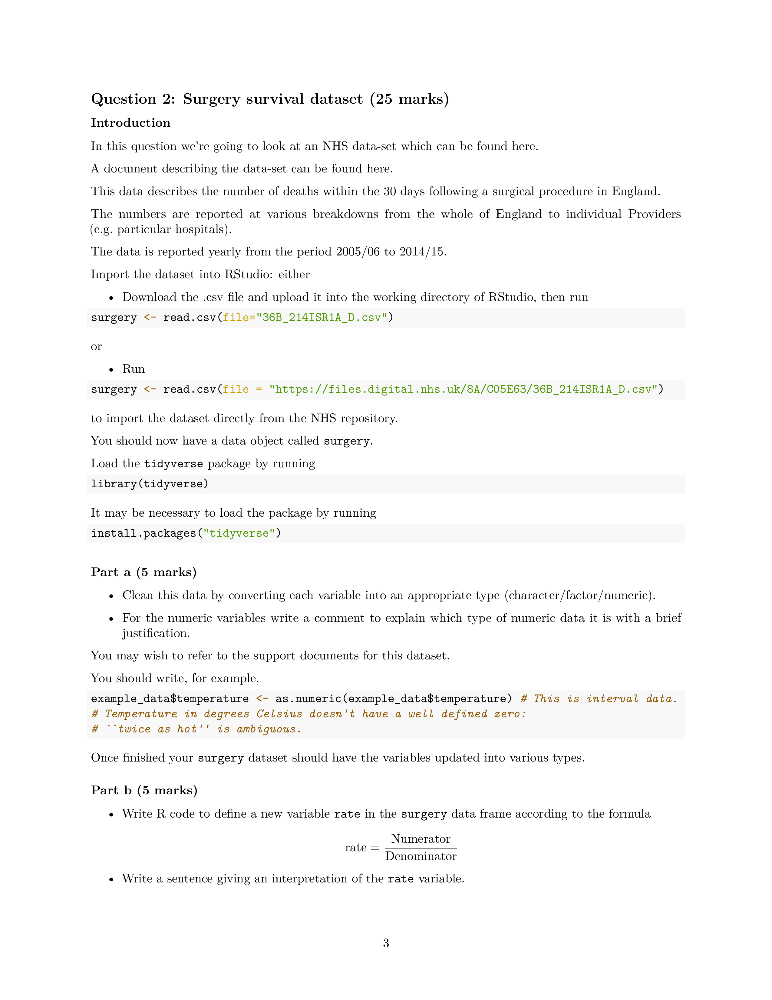 Question 2: Surgery survival dataset (25 marks)
Introduction
In this question we're going to look at an NHS data-set which can be found here.
A document describing the data-set can be found here.
This data describes the number of deaths within the 30 days following a surgical procedure in England.
The numbers are reported at various breakdowns from the whole of England to individual Providers
(e.g. particular hospitals).
The data is reported yearly from the period 2005/06 to 2014/15.
Import the dataset into RStudio: either
• Download the .csv file and upload it into the working directory of RStudio, then run
surgery <- read.csv(file="36B_214ISR1A_D.csv")
or
• Run
surgery <- read.csv(file = "https://files.digital.nhs.uk/8A/C05E63/36B_214ISR1A_D.csv")
to import the dataset directly from the NHS repository.
You should now have a data object called surgery.
Load the tidyverse package by running
library(tidyverse)
It may be necessary to load the package by running
install.packages("tidyverse")
Part a (5 marks)
• Clean this data by converting each variable into an appropriate type (character/factor/numeric).
• For the numeric variables write a comment to explain which type of numeric data it is with a brief
justification.
You may wish to refer to the support documents for this dataset.
You should write, for example,
example_data$temperature <- as.numeric(example_data$temperature) # This is interval data.
# Temperature in degrees Celsius doesn't have a well defined zero:
# ``twice as hot'' is ambiguous.
Once finished your surgery dataset should have the variables updated into various types.
Part b (5 marks)
• Write R code to define a new variable rate in the surgery data frame according to the formula
rate = Numerator / Denominator
• Write a sentence giving an interpretation of the rate variable.
3